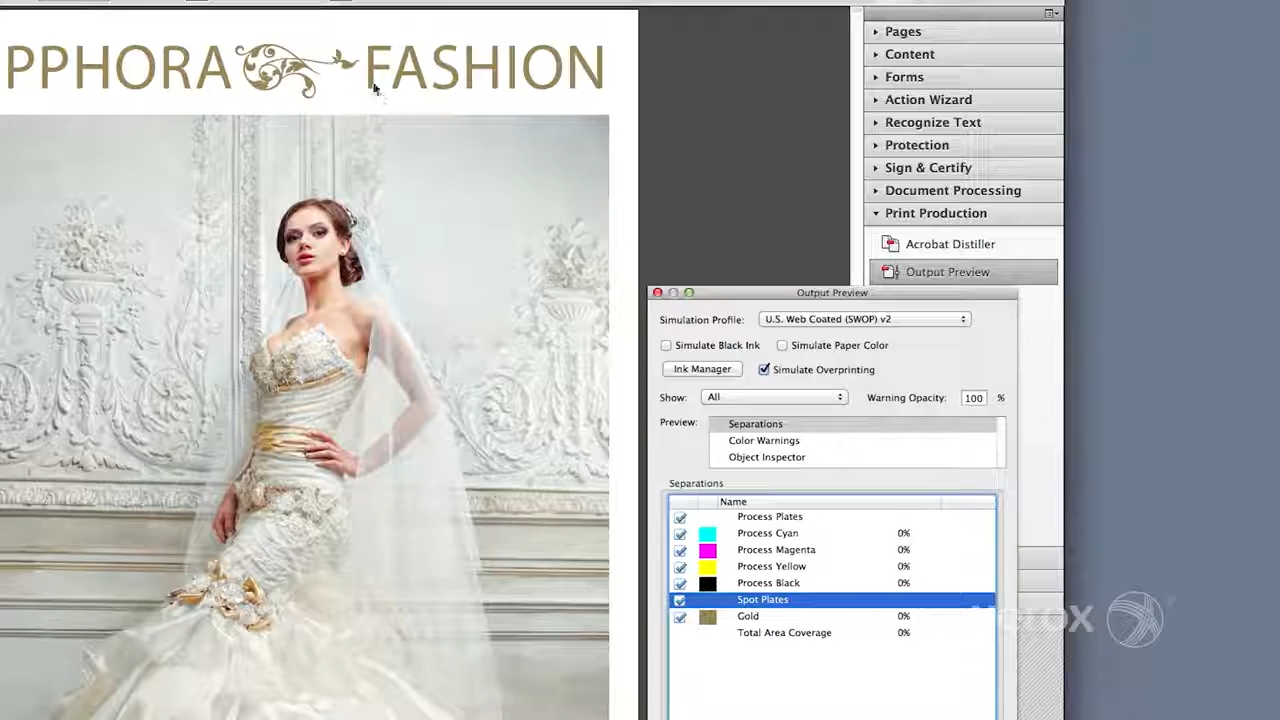 PPHORA FASHION
Pages
Content
Forms
Action Wizard
Recognize Text
Protection
Sign & Certify
Document Processing
Print Production
Acrobat Distiller
Output Preview
Output Preview
Simulation Profile: U.S. Web Coated (SWOP) v2
Simulate Black Ink Simulate Paper Color
Ink Manager Simulate Overprinting
Show: All Warning Opacity: 100 %
Preview: Separations
Color Warnings
Object Inspector
Separations
Name
Process Plates
Process Cyan 0%
Process Magenta 0%
Process Yellow 0%
Process Black 0%
Spot Plates
Gold 0%
Total Area Coverage 0%
xerox